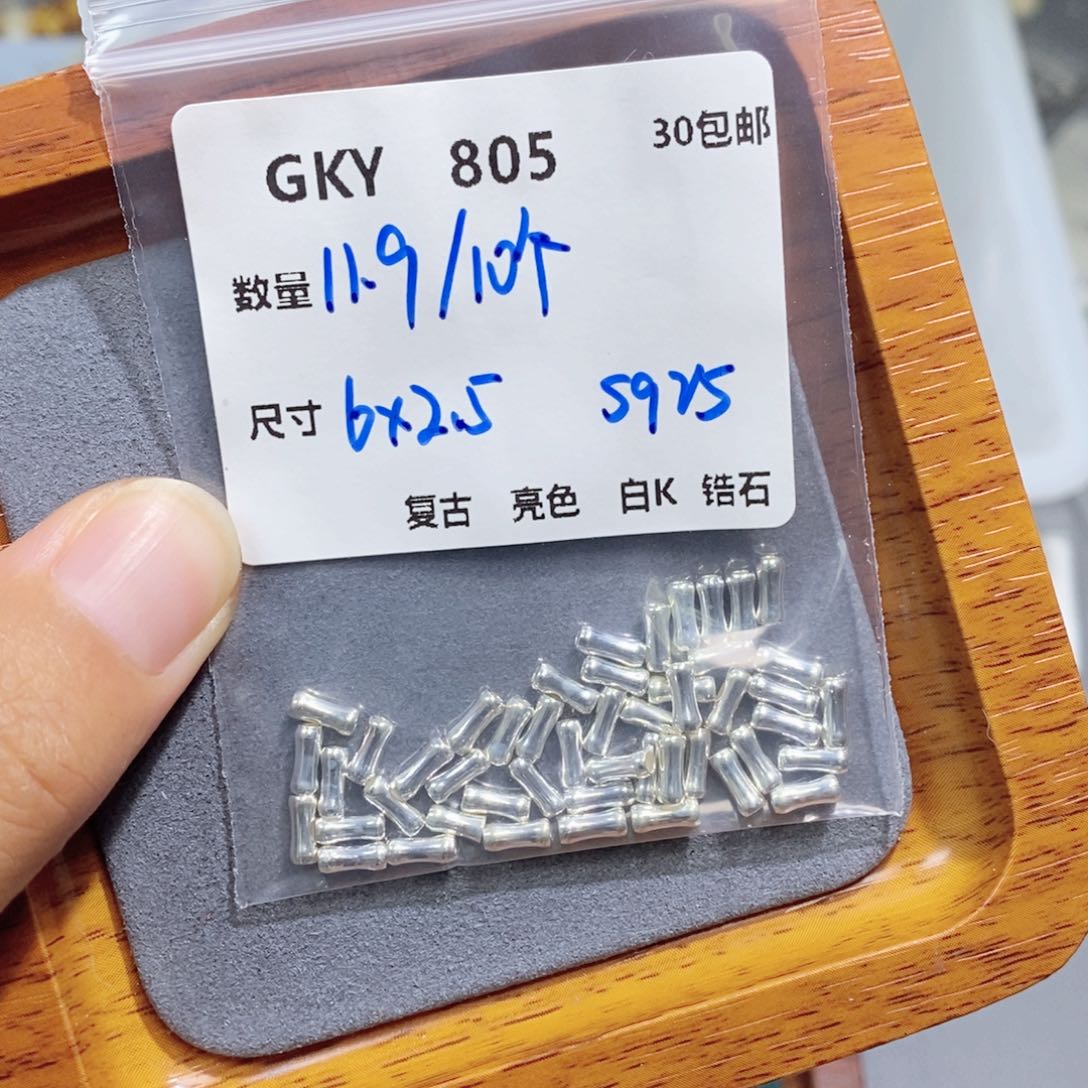 GKY 805 30包邮
数量 11.9/10个
尺寸 6x2.5 S925
复古 亮色 白K 锆石